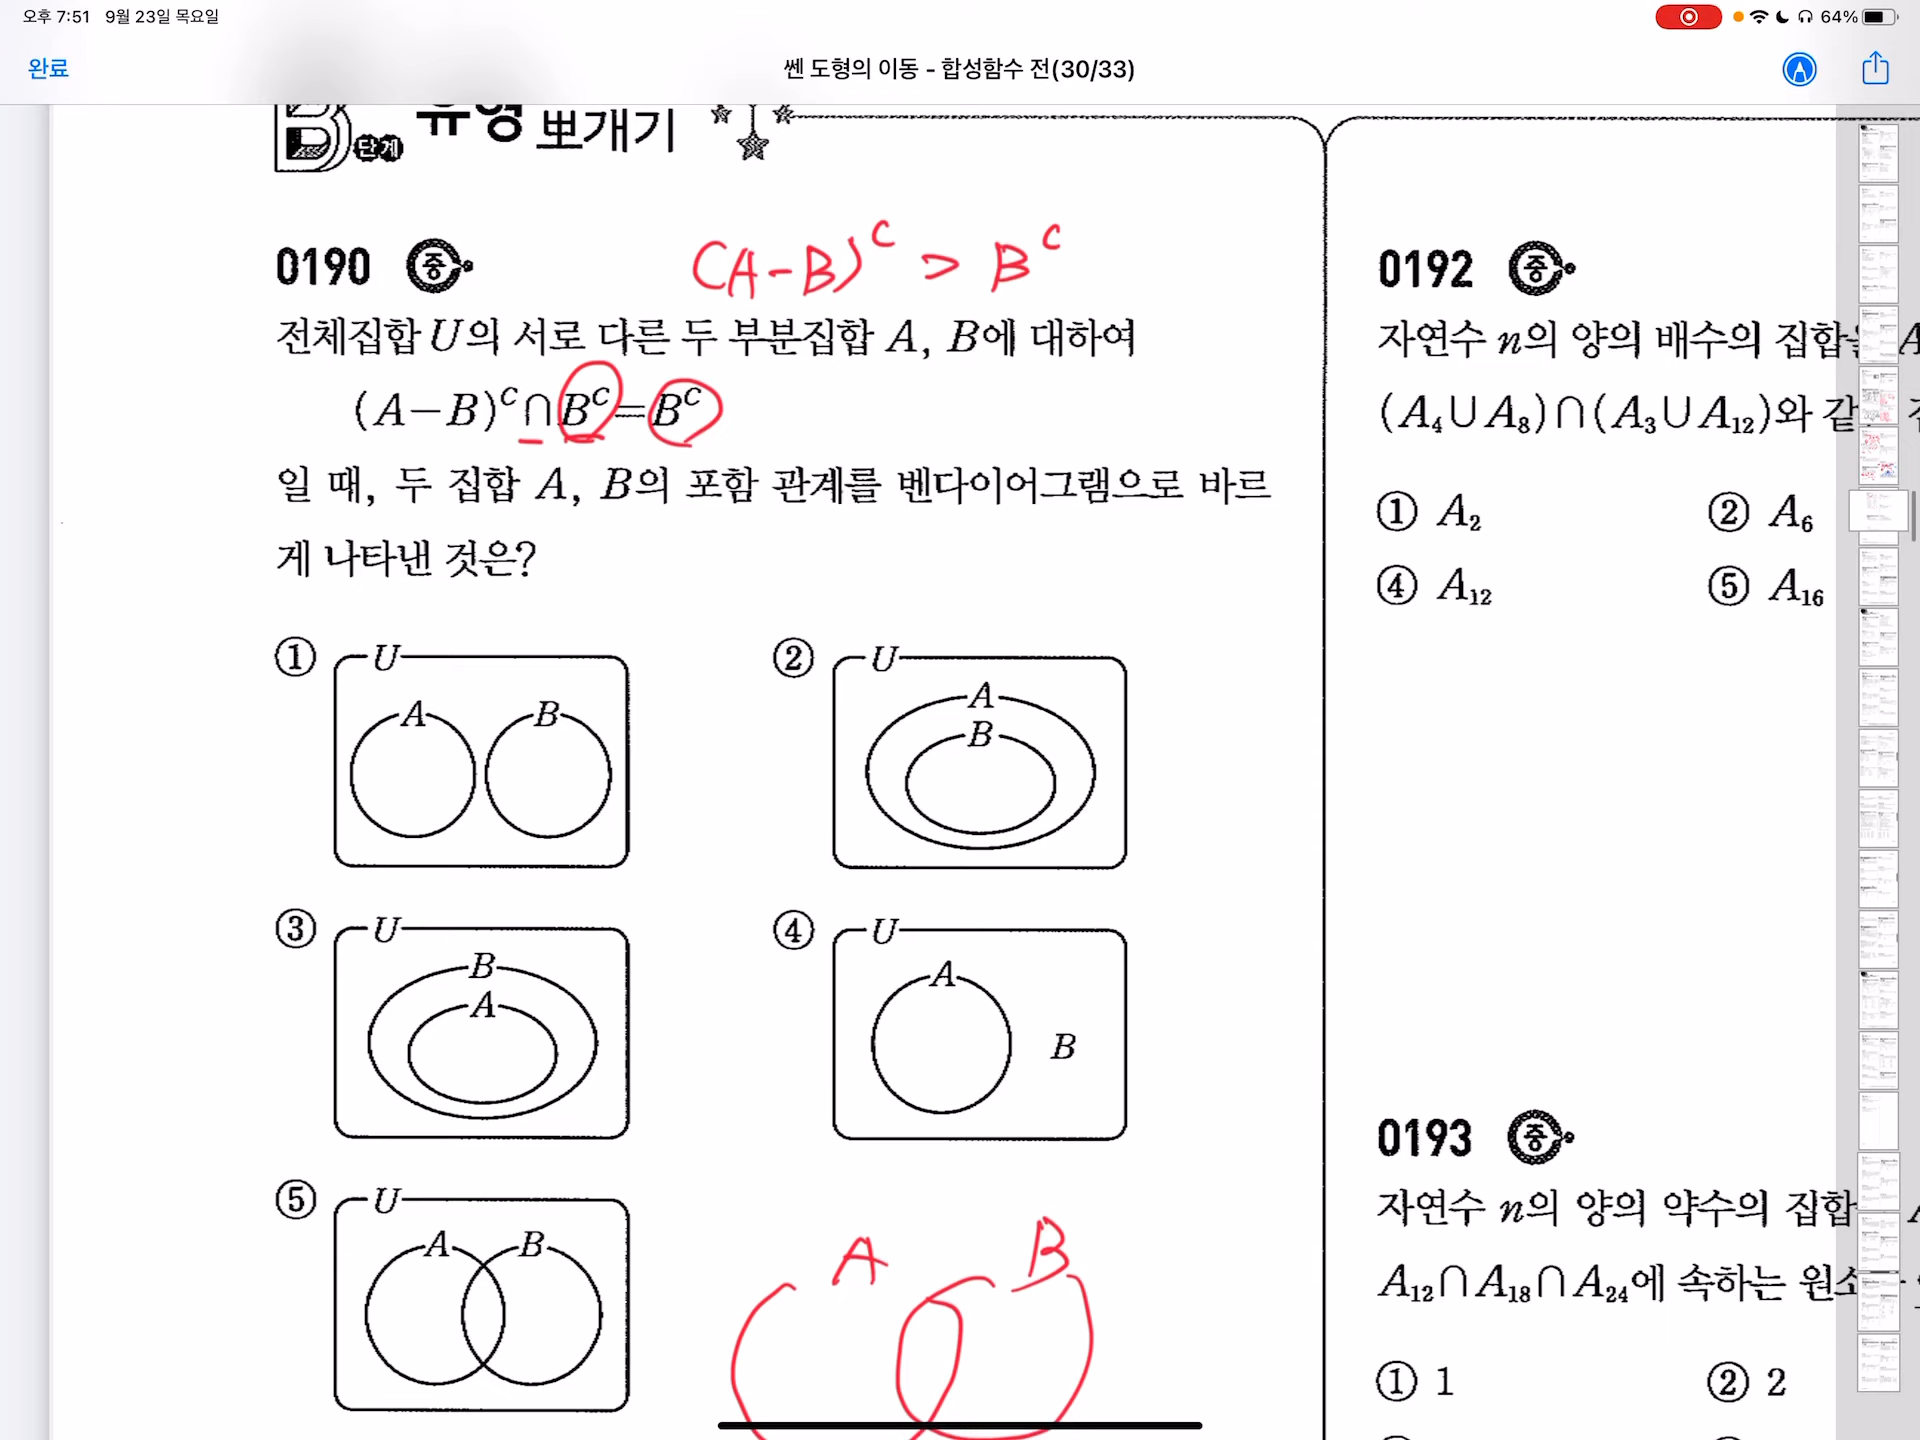 오후 7:51 9월 23일 목요일
64%
완료
쎈 도형의 이동 - 합성함수 전(30/33)
B 단계 유형 뽀개기
0190 중
(A-B)^C ⊃ B^C
전체집합 U의 서로 다른 두 부분집합 A, B에 대하여
(A-B)^C∩B^C=B^C
일 때, 두 집합 A, B의 포함 관계를 벤다이어그램으로 바르
게 나타낸 것은?
① U A B
② U A B
③ U B A
④ U A B
⑤ U A B
A B
0192 중
자연수 n의 양의 배수의 집합을 A
(A₄∪A₈)∩(A₃∪A₁₂)와 같
① A₂ ② A₆
④ A₁₂ ⑤ A₁₆
0193 중
자연수 n의 양의 약수의 집합
A₁₂∩A₁₈∩A₂₄에 속하는 원소
① 1 ② 2